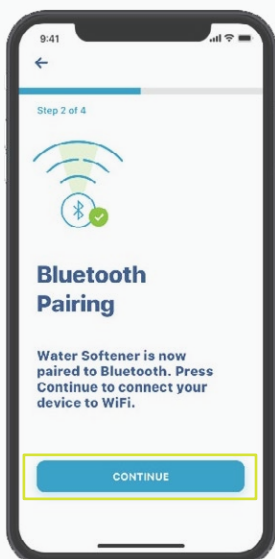 9:41
Step 2 of 4
Bluetooth
Pairing
Water Softener is now
paired to Bluetooth. Press
Continue to connect your
device to WiFi.
CONTINUE